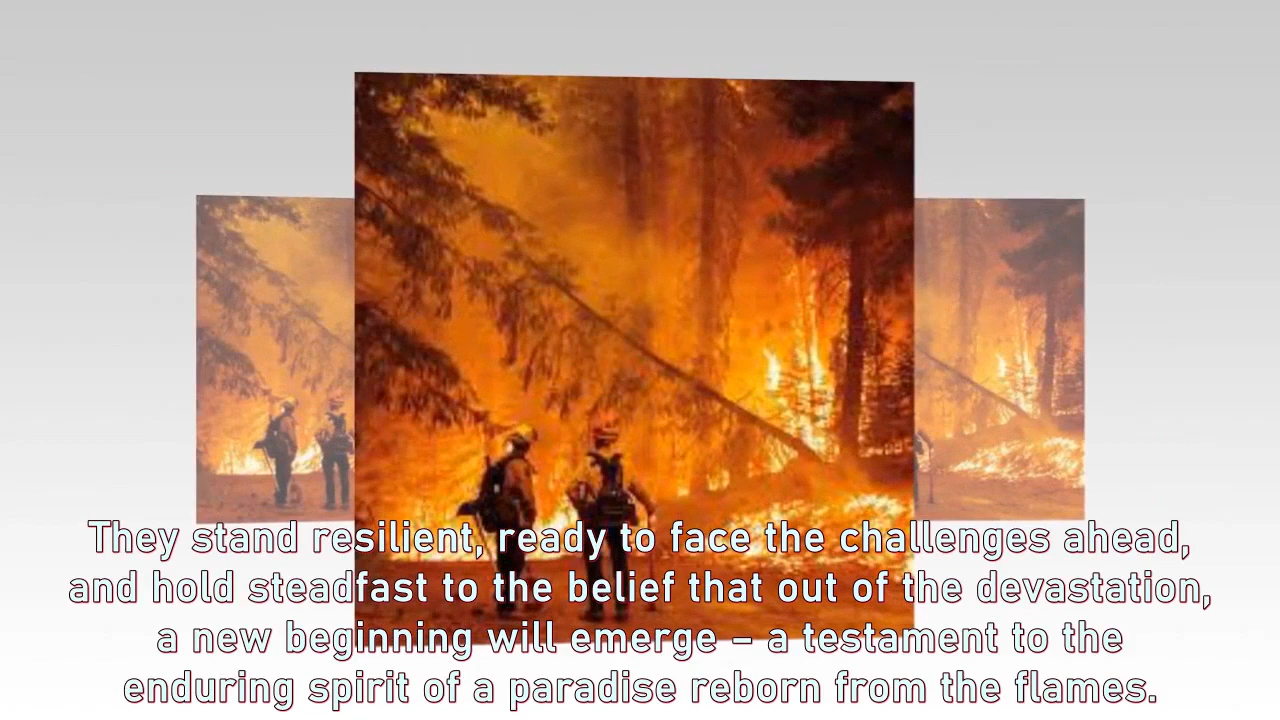 They stand resilient, ready to face the challenges ahead,
and hold steadfast to the belief that out of the devastation,
a new beginning will emerge – a testament to the
enduring spirit of a paradise reborn from the flames.